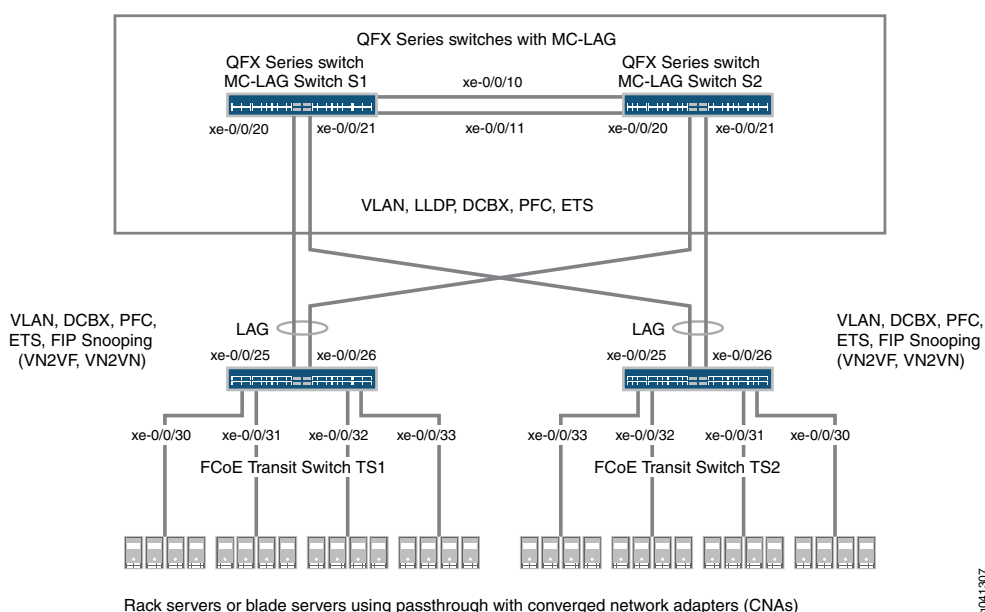 QFX Series switches with MC-LAG
QFX Series switch
MC-LAG Switch S1
QFX Series switch
MC-LAG Switch S2
xe-0/0/10
xe-0/0/20
xe-0/0/21
xe-0/0/11
xe-0/0/20
xe-0/0/21
VLAN, LLDP, DCBX, PFC, ETS
VLAN, DCBX, PFC,
ETS, FIP Snooping
(VN2VF, VN2VN)
LAG
LAG
VLAN, DCBX, PFC,
ETS, FIP Snooping
(VN2VF, VN2VN)
xe-0/0/25
xe-0/0/26
xe-0/0/25
xe-0/0/26
xe-0/0/30
xe-0/0/31
xe-0/0/32
xe-0/0/33
xe-0/0/33
xe-0/0/32
xe-0/0/31
xe-0/0/30
FCoE Transit Switch TS1
FCoE Transit Switch TS2
Rack servers or blade servers using passthrough with converged network adapters (CNAs)
g041307